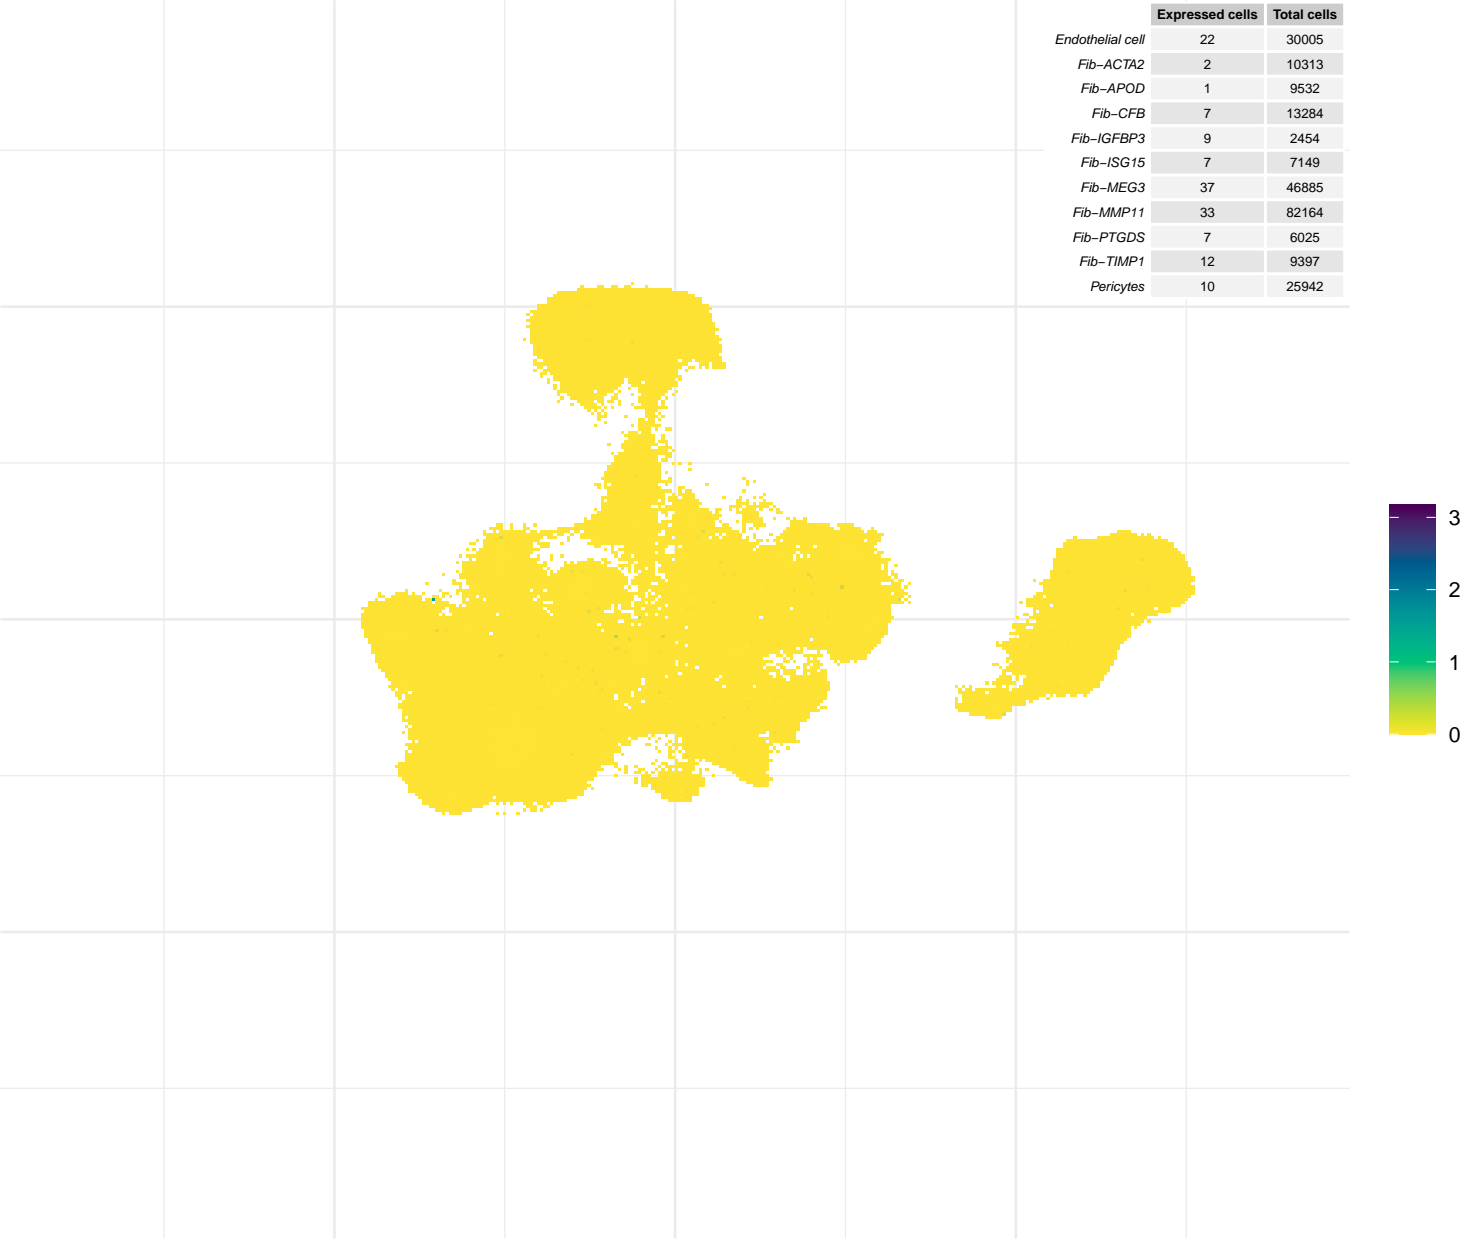 Expressed cells Total cells
Endothelial cell 22 30005
Fib−ACTA2 2 10313
Fib−APOD 1 9532
Fib−CFB 7 13284
Fib−IGFBP3 9 2454
Fib−ISG15 7 7149
Fib−MEG3 37 46885
Fib−MMP11 33 82164
Fib−PTGDS 7 6025
Fib−TIMP1 12 9397
Pericytes 10 25942
3
2
1
0